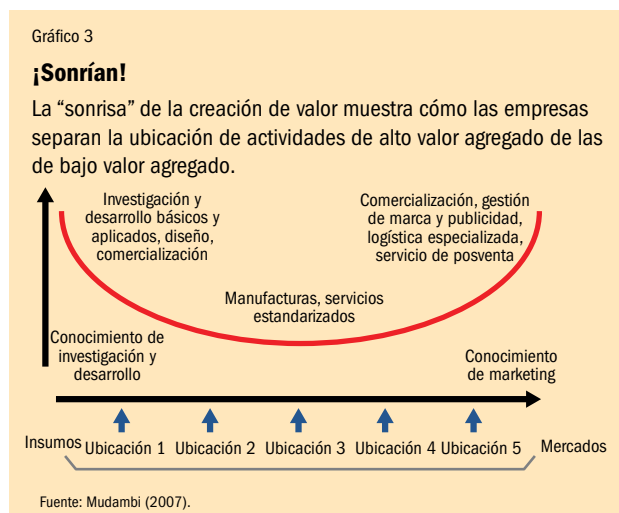 Gráfico 3
¡Sonrían!
La “sonrisa” de la creación de valor muestra cómo las empresas
separan la ubicación de actividades de alto valor agregado de las
de bajo valor agregado.
Investigación y
desarrollo básicos y
aplicados, diseño,
comercialización
Comercialización, gestión
de marca y publicidad,
logística especializada,
servicio de posventa
Manufacturas, servicios
estandarizados
Conocimiento de
investigación y
desarrollo
Conocimiento
de marketing
Insumos Ubicación 1 Ubicación 2 Ubicación 3 Ubicación 4 Ubicación 5 Mercados
Fuente: Mudambi (2007).